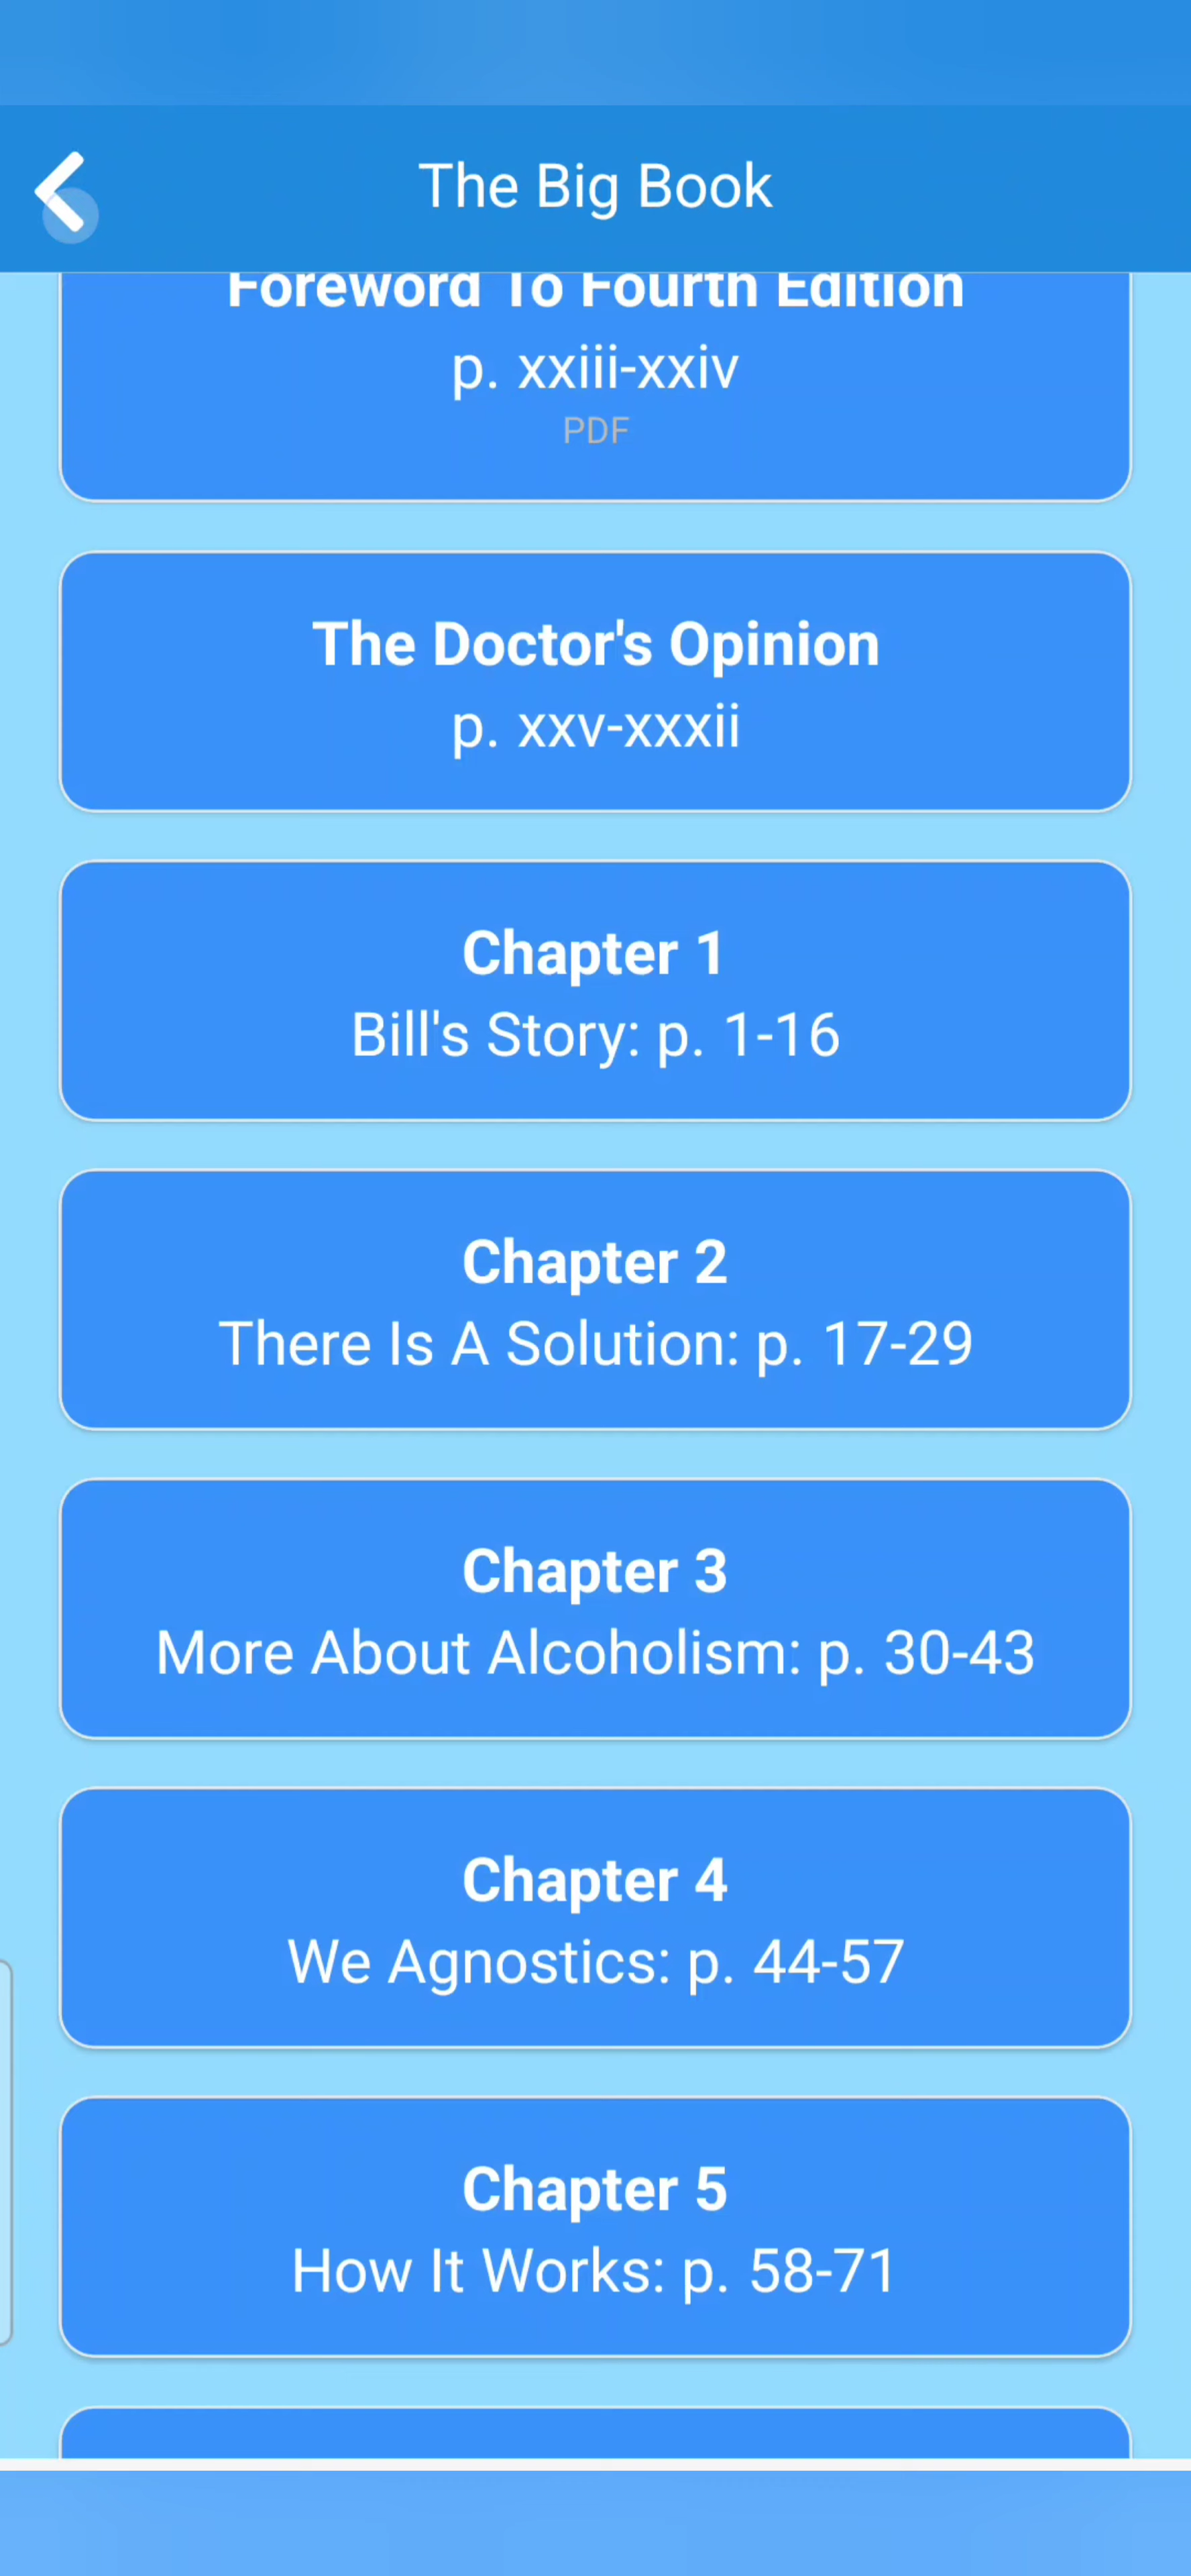 The Big Book
Foreword To Fourth Edition
p. xxiii-xxiv
PDF
The Doctor's Opinion
p. xxv-xxxii
Chapter 1
Bill's Story: p. 1-16
Chapter 2
There Is A Solution: p. 17-29
Chapter 3
More About Alcoholism: p. 30-43
Chapter 4
We Agnostics: p. 44-57
Chapter 5
How It Works: p. 58-71